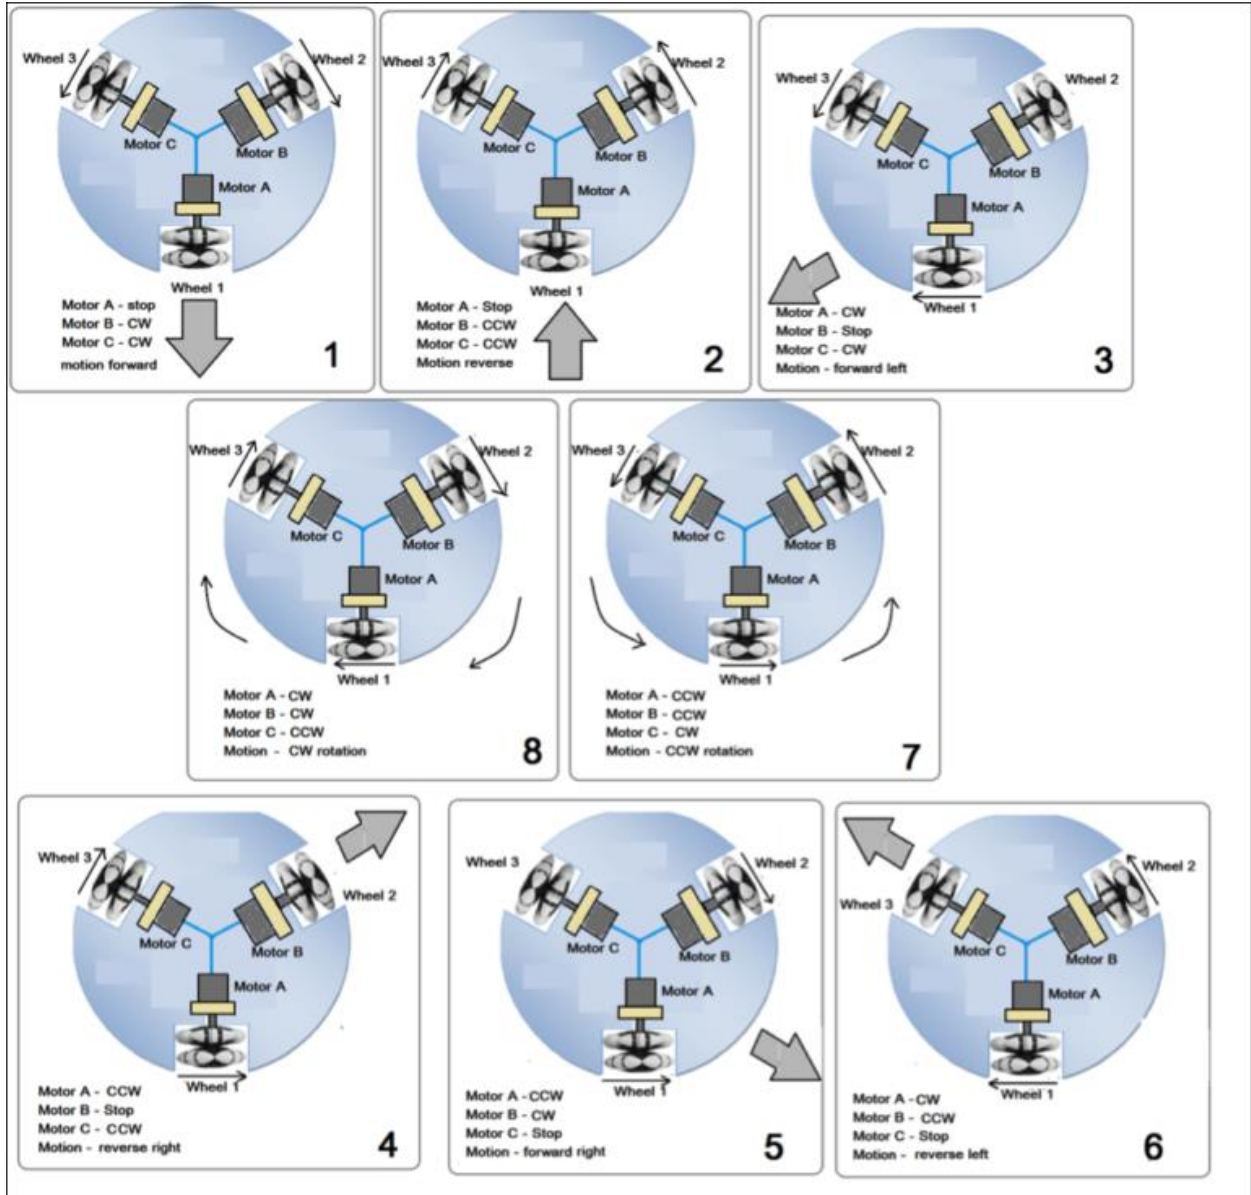 Wheel 3
Wheel 2
Motor C
Motor B
Motor A
Wheel 1
Motor A - stop
Motor B - CW
Motor C - CW
motion forward
1
Wheel 3
Wheel 2
Motor C
Motor B
Motor A
Wheel 1
Motor A - Stop
Motor B - CCW
Motor C - CCW
Motion reverse
2
Wheel 3
Wheel 2
Motor C
Motor B
Motor A
Wheel 1
Motor A - CW
Motor B - Stop
Motor C - CW
Motion - forward left
3
Wheel 3
Wheel 2
Motor C
Motor B
Motor A
Wheel 1
Motor A - CW
Motor B - CW
Motor C - CCW
Motion - CW rotation
8
Wheel 3
Wheel 2
Motor C
Motor B
Motor A
Wheel 1
Motor A - CCW
Motor B - CCW
Motor C - CW
Motion - CCW rotation
7
Wheel 3
Wheel 2
Motor C
Motor B
Motor A
Wheel 1
Motor A - CCW
Motor B - Stop
Motor C - CCW
Motion - reverse right
4
Wheel 3
Wheel 2
Motor C
Motor B
Motor A
Wheel 1
Motor A - CCW
Motor B - CW
Motor C - Stop
Motion - forward right
5
Wheel 2
Wheel 3
Motor C
Motor B
Motor A
Wheel 1
Motor A - CW
Motor B - CCW
Motor C - Stop
Motion - reverse left
6